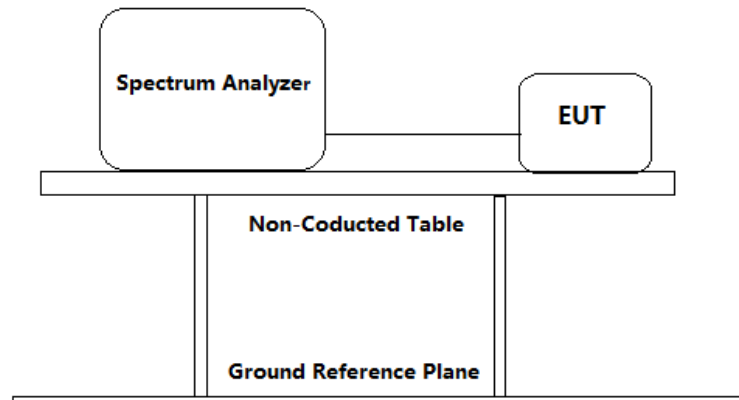 Spectrum Analyzer
EUT
Non-Coducted Table
Ground Reference Plane